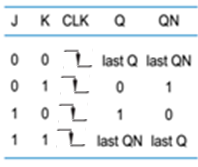 J K CLK Q QN
0 0 last Q last QN
0 1 0 1
1 0 1 0
1 1 last QN last Q